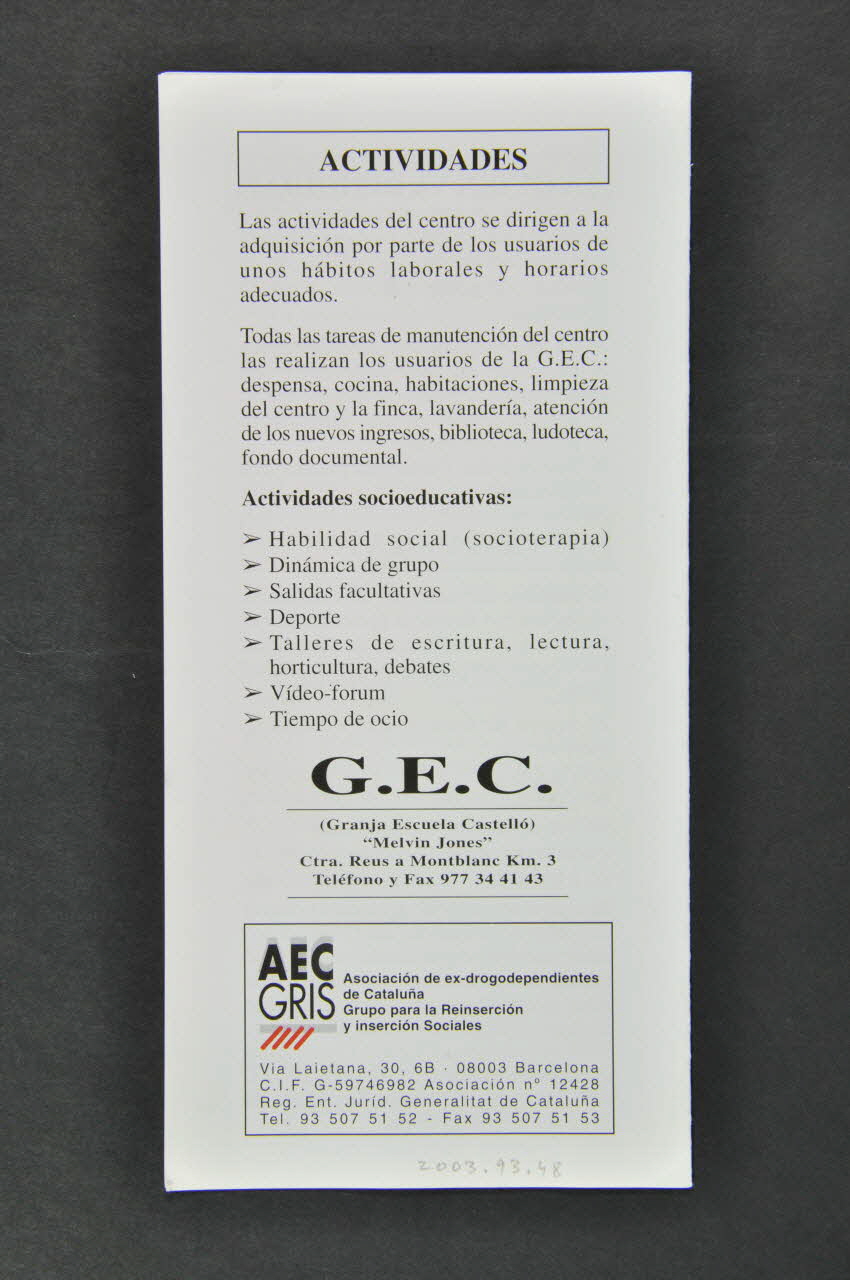 ACTIVIDADES
Las actividades del centro se dirigen a la
adquisición por parte de los usuarios de
unos hábitos laborales y horarios
adecuados.
Todas las tareas de manutención del centro
las realizan los usuarios de la G.E.C.:
despensa, cocina, habitaciones, limpieza
del centro y la finca, lavandería, atención
de los nuevos ingresos, biblioteca, ludoteca,
fondo documental.
Actividades socioeducativas:
➢ Habilidad social (socioterapia)
➢ Dinámica de grupo
➢ Salidas facultativas
➢ Deporte
➢ Talleres de escritura, lectura,
horticultura, debates
➢ Vídeo-forum
➢ Tiempo de ocio
G.E.C.
(Granja Escuela Castelló)
“Melvin Jones”
Ctra. Reus a Montblanc Km. 3
Teléfono y Fax 977 34 41 43
AEC
GRIS
Asociación de ex-drogodependientes
de Cataluña
Grupo para la Reinserción
y inserción Sociales
Via Laietana, 30, 6B · 08003 Barcelona
C.I.F. G-59746982 Asociación nº 12428
Reg. Ent. Juríd. Generalitat de Cataluña
Tel. 93 507 51 52 - Fax 93 507 51 53
2003.93.48